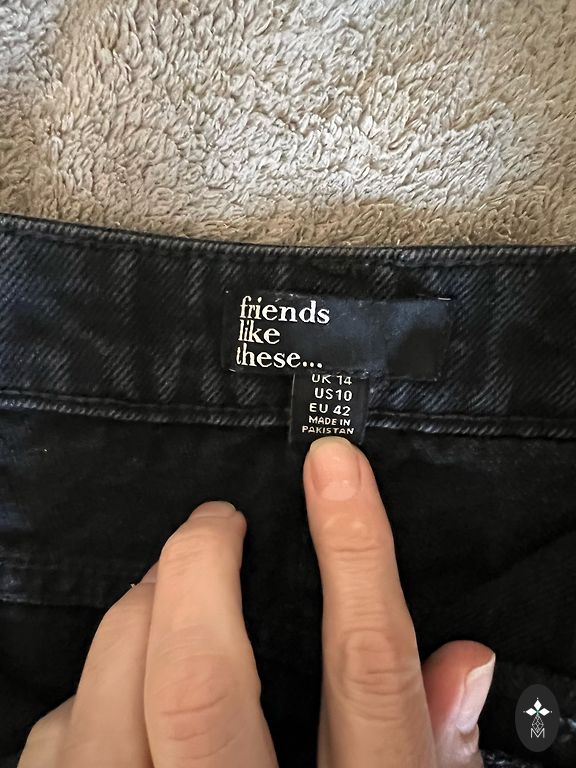 friends
like
these...
UK 14
US10
EU 42
MADE IN
PAKISTAN
M